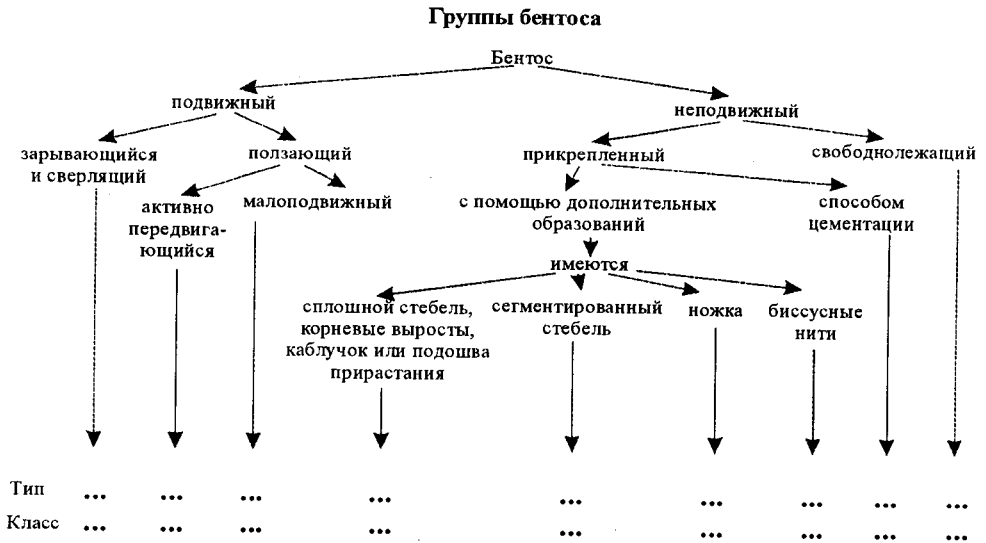 Группы бентоса
Бентос
подвижный
неподвижный
зарывающийся
и сверлящий
ползающий
прикрепленный
свободнолежащий
активно
передвига-
ющийся
малоподвижный
с помощью дополнительных
образований
способом
цементации
имеются
сплошной стебель,
корневые выросты,
каблучок или подошва
прирастания
сегментированный
стебель
ножка
биссусные
нити
Тип ... ... ... ... ... ... ... ... ...
Класс ... ... ... ... ... ... ... ... ...